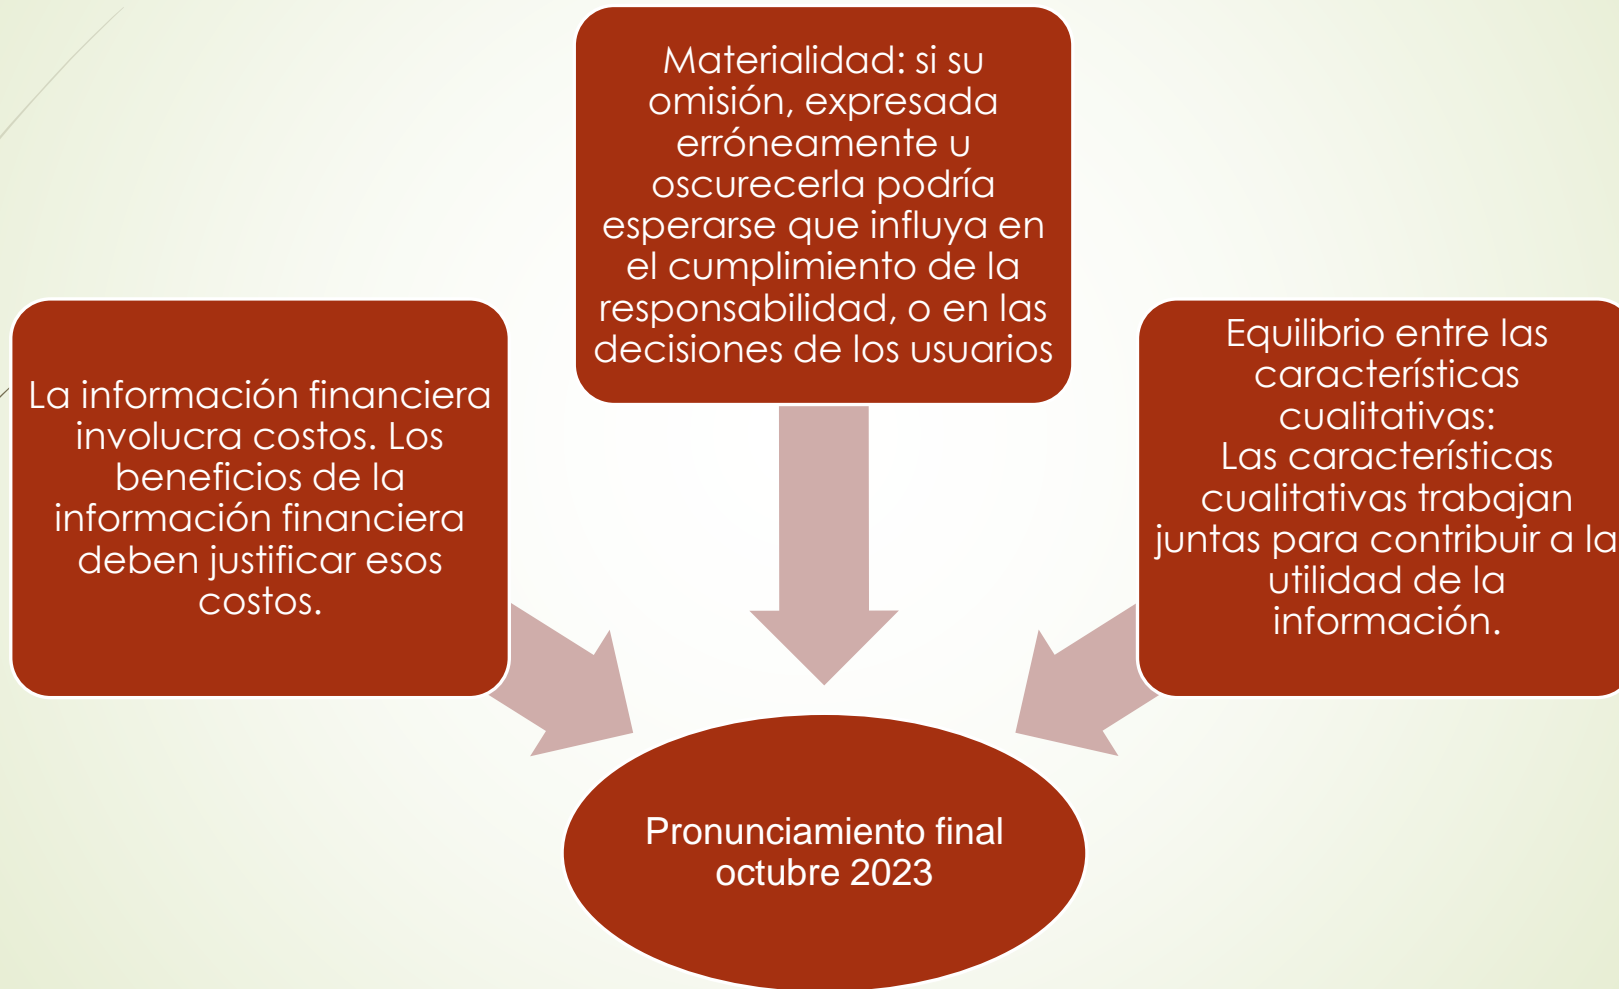 Materialidad: si su
omisión, expresada
erróneamente u
oscurecerla podría
esperarse que influya en
el cumplimiento de la
responsabilidad, o en las
decisiones de los usuarios
La información financiera
involucra costos. Los
beneficios de la
información financiera
deben justificar esos
costos.
Equilibrio entre las
características
cualitativas:
Las características
cualitativas trabajan
juntas para contribuir a la
utilidad de la
información.
Pronunciamiento final
octubre 2023